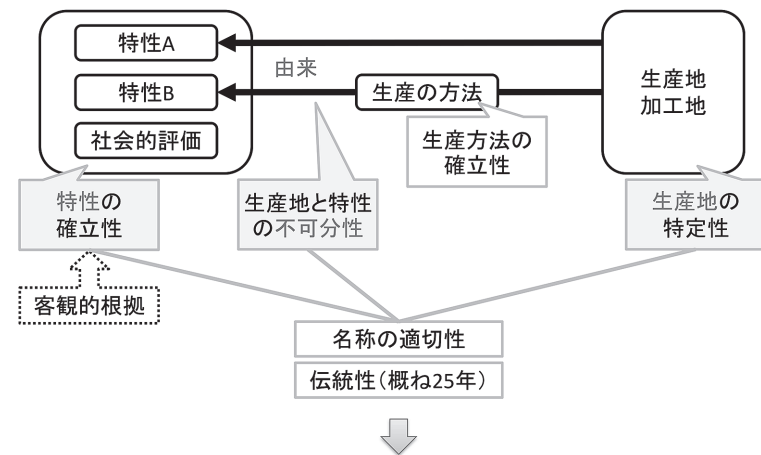 特性A
由来
特性B
生産の方法
生産地
加工地
社会的評価
生産方法の
確立性
特性の
確立性
生産地と特性
の不可分性
生産地の
特定性
客観的根拠
名称の適切性
伝統性(概ね25年)